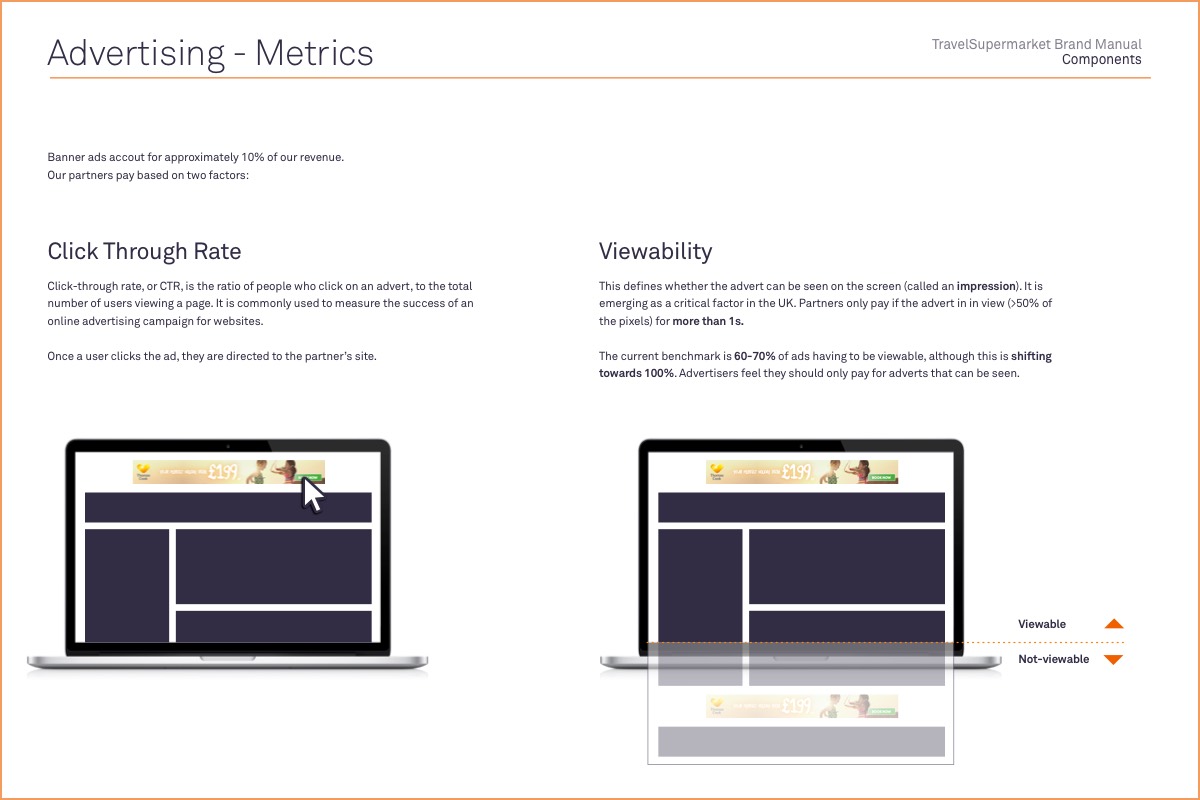 Advertising - Metrics
TravelSupermarket Brand Manual
Components
Banner ads accout for approximately 10% of our revenue.
Our partners pay based on two factors:
Click Through Rate
Click-through rate, or CTR, is the ratio of people who click on an advert, to the total
number of users viewing a page. It is commonly used to measure the success of an
online advertising campaign for websites.
Once a user clicks the ad, they are directed to the partner's site.
Viewability
This defines whether the advert can be seen on the screen (called an impression). It is
emerging as a critical factor in the UK. Partners only pay if the advert in in view (>50% of
the pixels) for more than 1s.
The current benchmark is 60-70% of ads having to be viewable, although this is shifting
towards 100%. Advertisers feel they should only pay for adverts that can be seen.
£199
£199
BOOK NOW
Viewable
Not-viewable
£199